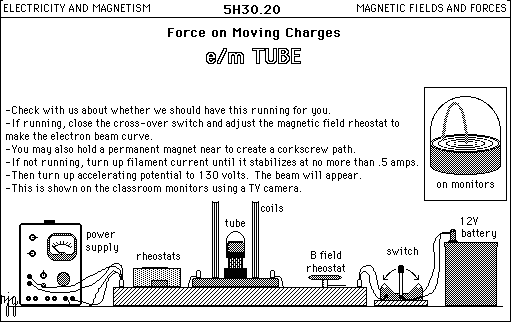 ELECTRICITY AND MAGNETISM
5H30.20
MAGNETIC FIELDS AND FORCES
Force on Moving Charges
e/m TUBE
-Check with us about whether we should have this running for you.
-If running, close the cross-over switch and adjust the magnetic field rheostat to
make the electron beam curve.
-You may also hold a permanent magnet near to create a corkscrew path.
-If not running, turn up filament current until it stabilizes at no more than .5 amps.
-Then turn up accelerating potential to 130 volts. The beam will appear.
-This is shown on the classroom monitors using a TV camera.
on monitors
coils
tube
power
supply
rheostats
B field
rheostat
switch
12V
battery
njp